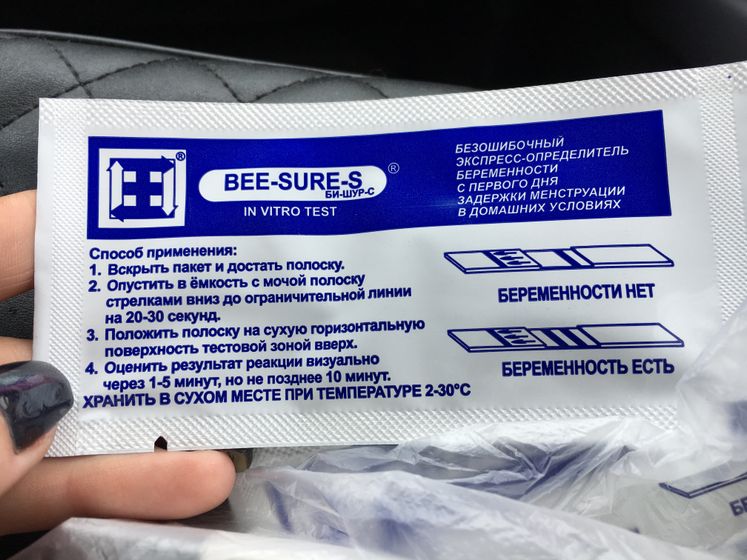 BEE-SURE-S
®
®
БИ-ШУР-С
IN VITRO TEST
БЕЗОШИБОЧНЫЙ
ЭКСПРЕСС-ОПРЕДЕЛИТЕЛЬ
БЕРЕМЕННОСТИ
С ПЕРВОГО ДНЯ
ЗАДЕРЖКИ МЕНСТРУАЦИИ
В ДОМАШНИХ УСЛОВИЯХ
Способ применения:
1. Вскрыть пакет и достать полоску.
2. Опустить в ёмкость с мочой полоску
стрелками вниз до ограничительной линии
на 20-30 секунд.
3. Положить полоску на сухую горизонтальную
поверхность тестовой зоной вверх.
4. Оценить результат реакции визуально
через 1-5 минут, но не позднее 10 минут.
ХРАНИТЬ В СУХОМ МЕСТЕ ПРИ ТЕМПЕРАТУРЕ 2-30°С
БЕРЕМЕННОСТИ НЕТ
БЕРЕМЕННОСТЬ ЕСТЬ
БЕ